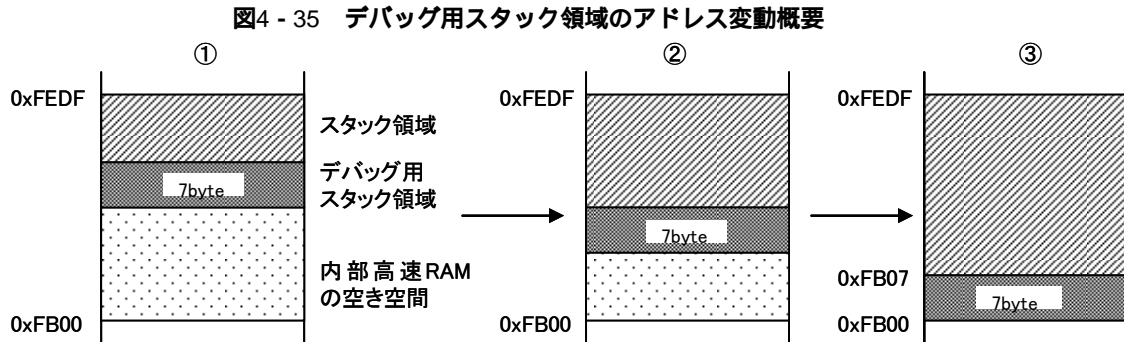 図4 - 35 デバッグ用スタック領域のアドレス変動概要
①
0xFEDF
スタック領域
デバッグ用
スタック領域
7byte
内部高速RAM
の空き空間
0xFB00
②
0xFEDF
7byte
0xFB00
③
0xFEDF
0xFB07
7byte
0xFB00